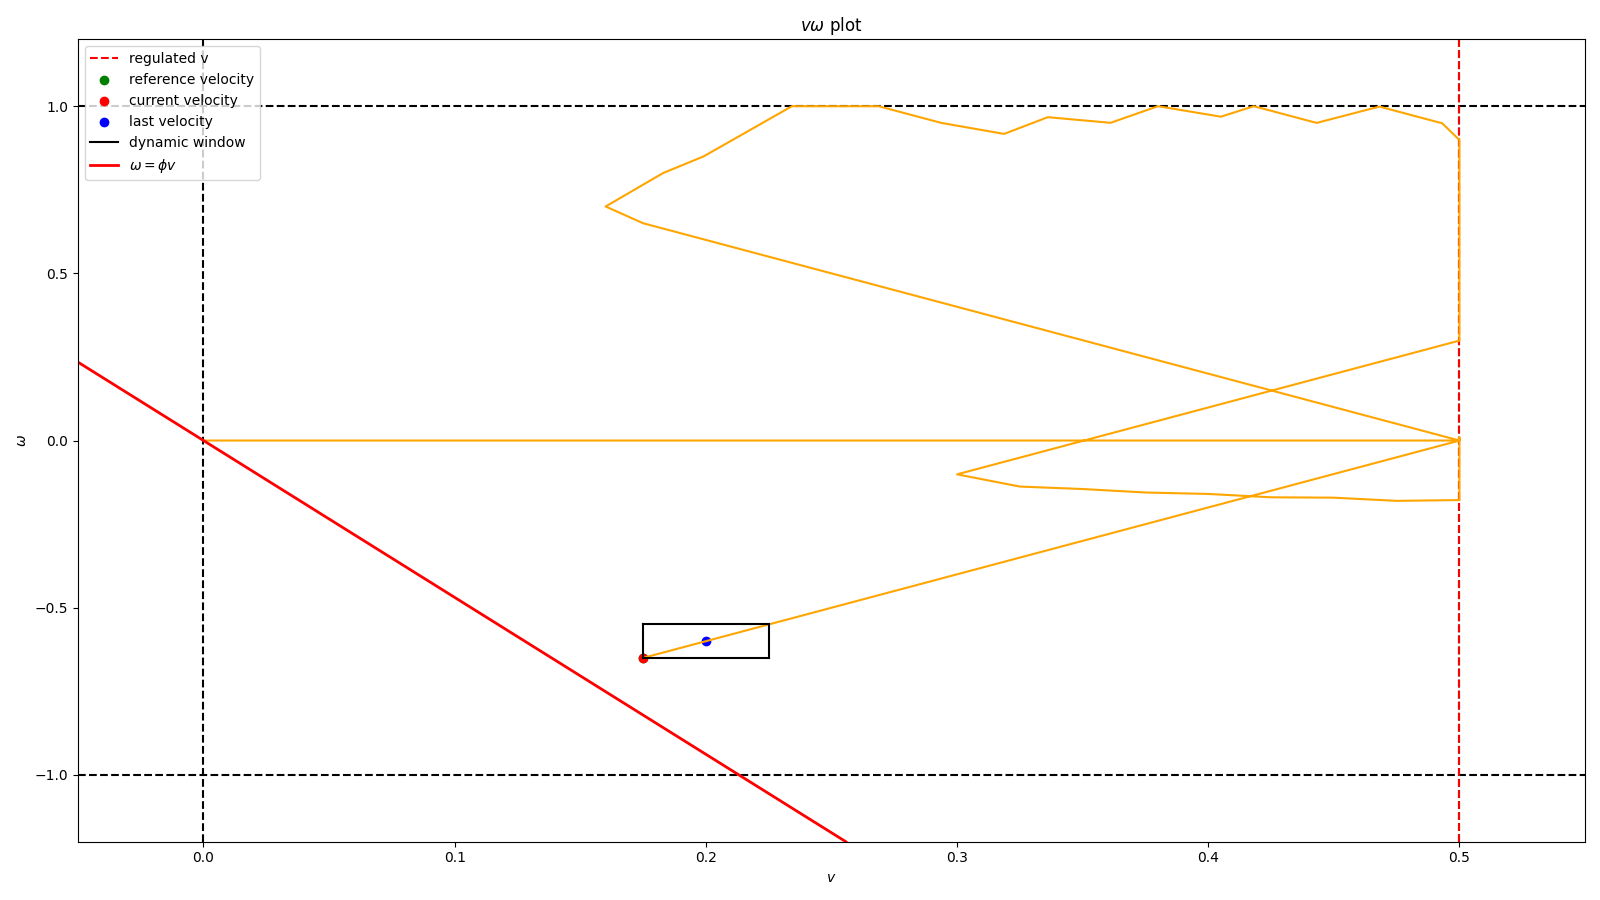 vω plot
regulated v
reference velocity
current velocity
last velocity
dynamic window
ω = ϕv
1.0
0.5
0.0
−0.5
−1.0
ω
0.0 0.1 0.2 0.3 0.4 0.5
v